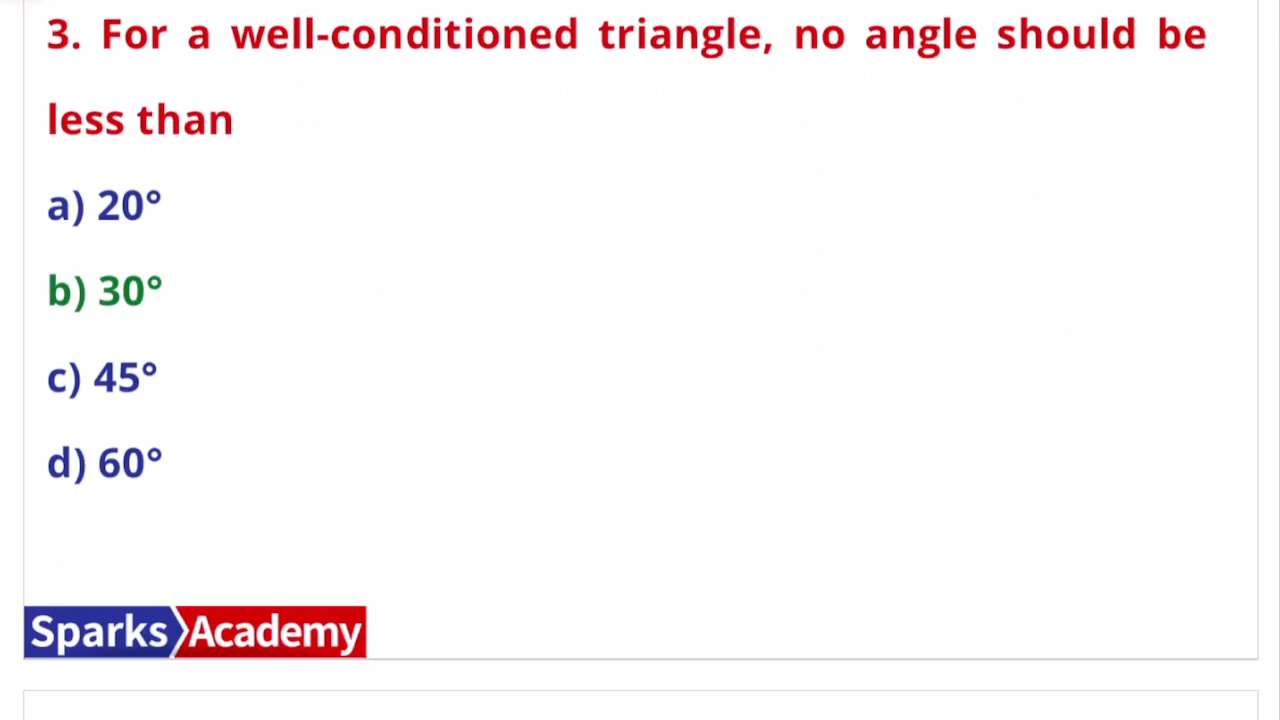 3. For a well-conditioned triangle, no angle should be
less than
a) 20°
b) 30°
c) 45°
d) 60°
Sparks Academy